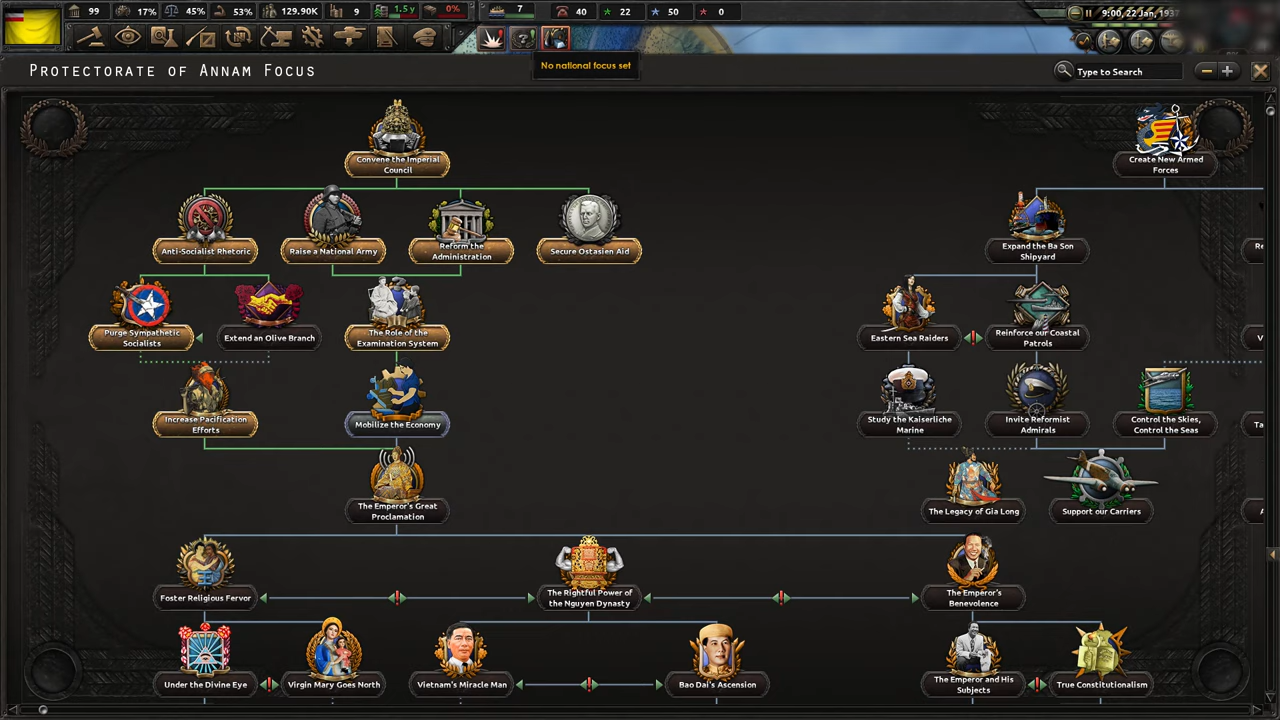 99
17%
45%
53%
129.90K
9
1.5 y
0%
7
40
22
50
0
9:00, 22 Jan, 1937
No national focus set
Protectorate of Annam Focus
Type to Search
Convene the Imperial
Council
Create New Armed
Forces
Anti-Socialist Rhetoric
Raise a National Army
Reform the
Administration
Secure Ostasien Aid
Expand the Ba Son
Shipyard
Re
Purge Sympathetic
Socialists
Extend an Olive Branch
The Role of the
Examination System
Eastern Sea Raiders
Reinforce our Coastal
Patrols
V
Increase Pacification
Efforts
Mobilize the Economy
Study the Kaiserliche
Marine
Invite Reformist
Admirals
Control the Skies,
Control the Seas
Ta
The Emperor's Great
Proclamation
The Legacy of Gia Long
Support our Carriers
A
Foster Religious Fervor
The Rightful Power of
the Nguyen Dynasty
The Emperor's
Benevolence
Under the Divine Eye
Virgin Mary Goes North
Vietnam's Miracle Man
Bao Dai's Ascension
The Emperor and His
Subjects
True Constitutionalism